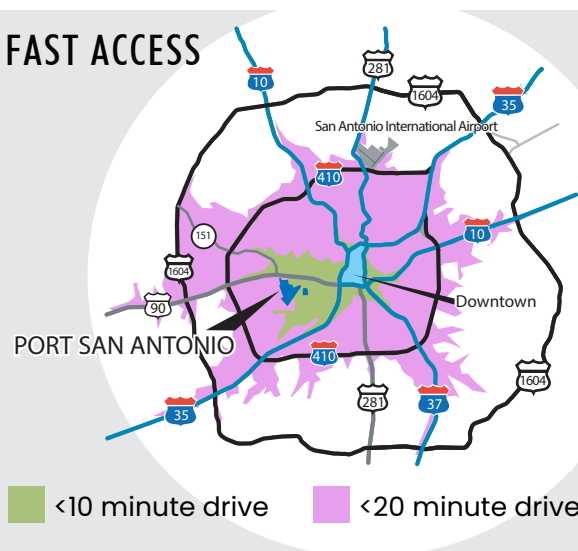 FAST ACCESS
10
281
1604
35
San Antonio International Airport
410
151
10
1604
90
Downtown
PORT SAN ANTONIO
410
1604
35
281
37
<10 minute drive
<20 minute drive